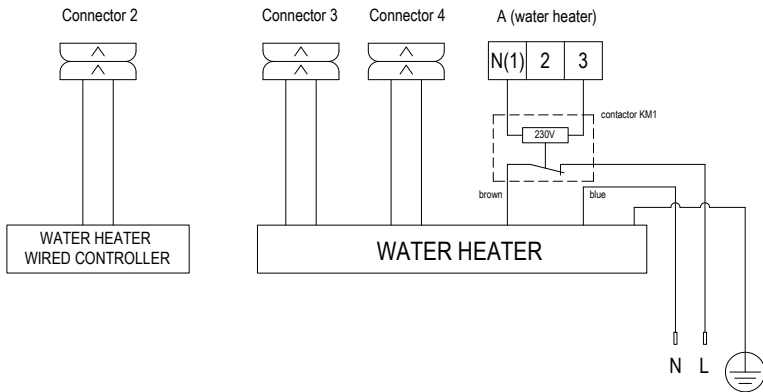 Connector 2
Connector 3
Connector 4
A (water heater)
N(1) 2 3
contactor KM1
230V
brown
blue
WATER HEATER
WIRED CONTROLLER
WATER HEATER
N L